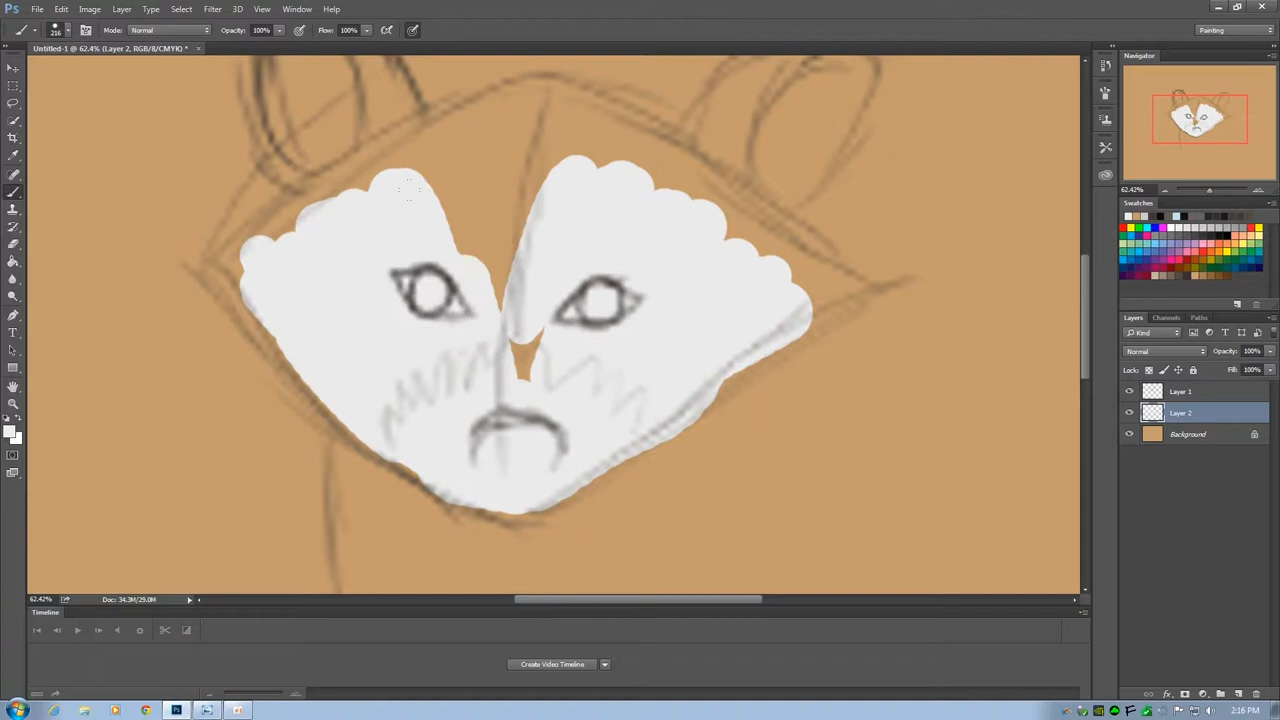 Ps File Edit Image Layer Type Select Filter 3D View Window Help
216 Mode: Normal Opacity: 100% Flow: 100% Painting
Untitled-1 @ 62.4% (Layer 2, RGB/8/CMYK) * ×
Navigator
62.42%
Swatches
Layers Channels Paths
Kind
Normal Opacity: 100%
Lock: Fill: 100%
Layer 1
Layer 2
Background
62.42% Doc: 34.3M/29.0M
Timeline
Create Video Timeline
2:16 PM